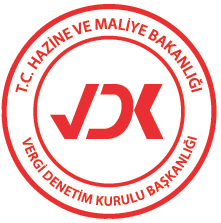 T.C. HAZİNE VE MALİYE BAKANLIĞI
VDK
VERGİ DENETİM KURULU BAŞKANLIĞI